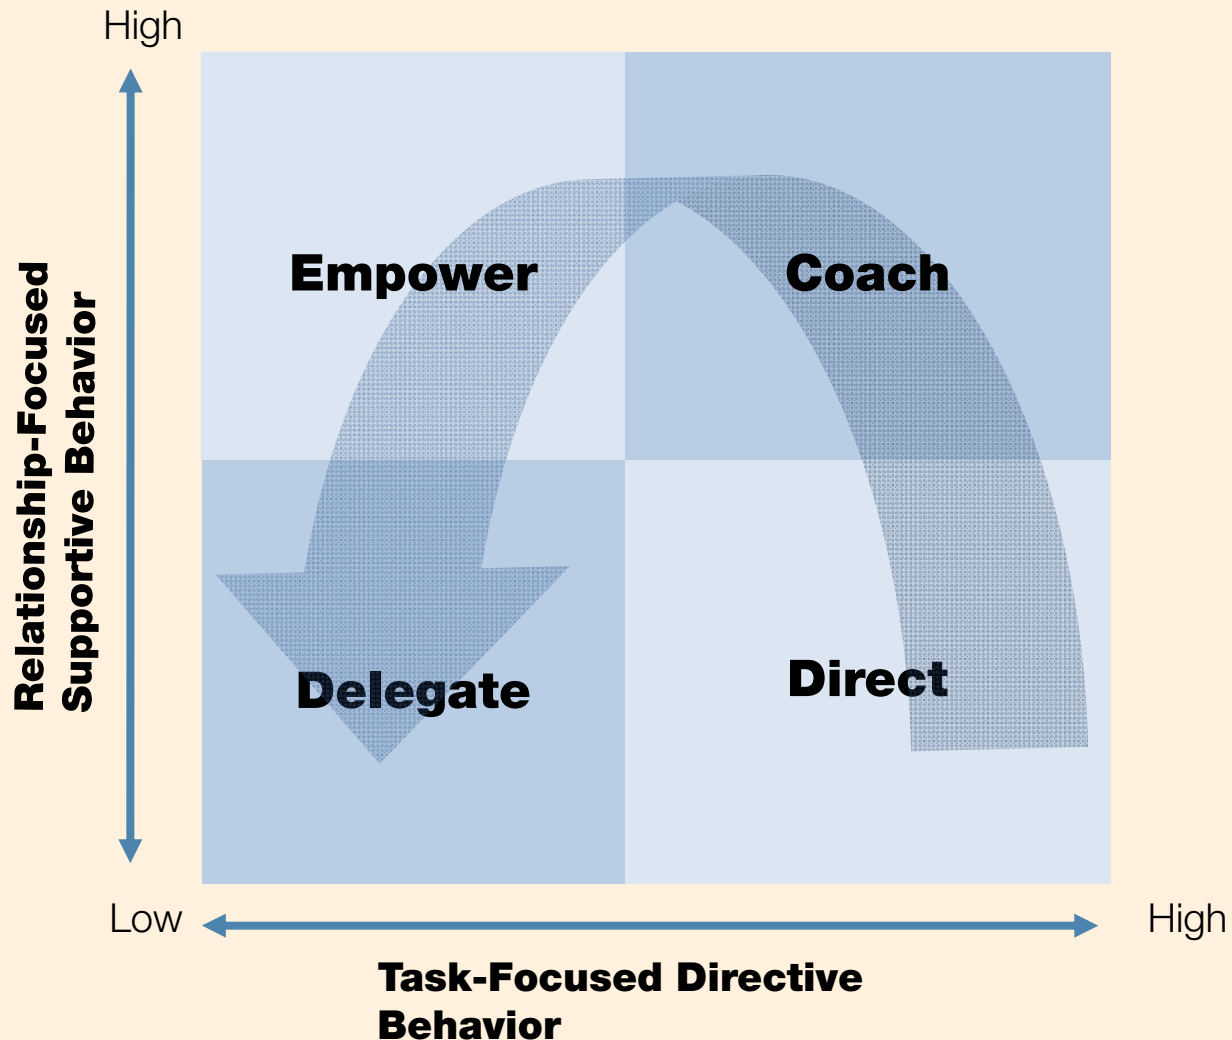 High
Relationship-Focused
Supportive Behavior
Empower
Coach
Delegate
Direct
Low
High
Task-Focused Directive
Behavior